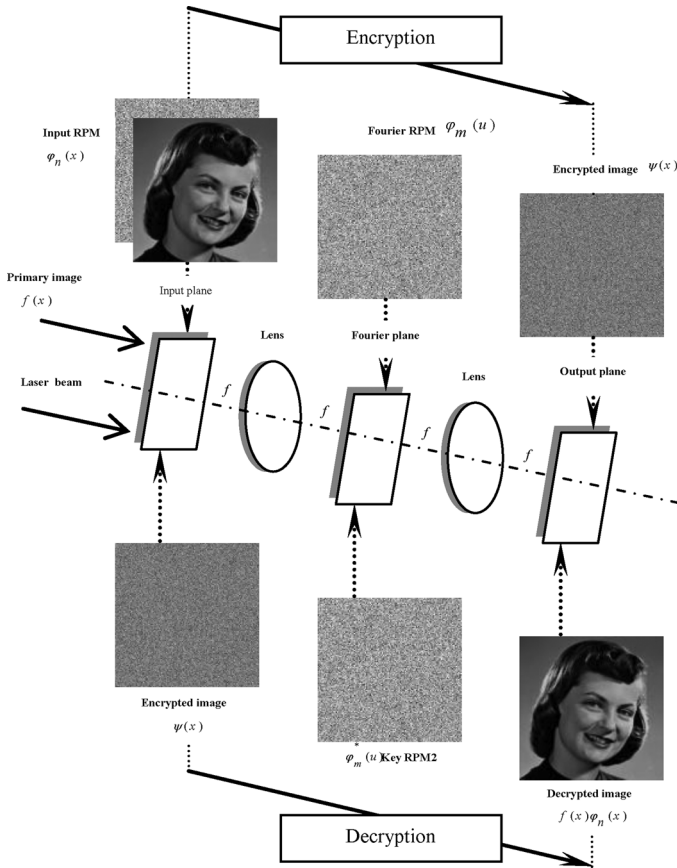 Encryption
Input RPM
φn(x)
Fourier RPM φm(u)
Encrypted image ψ(x)
Primary image
f(x)
Input plane
Lens
Fourier plane
Laser beam
Lens
Output plane
f
f
f
f
Encrypted image
ψ(x)
φ*m(u) Key RPM2
Decrypted image
f(x)φn(x)
Decryption